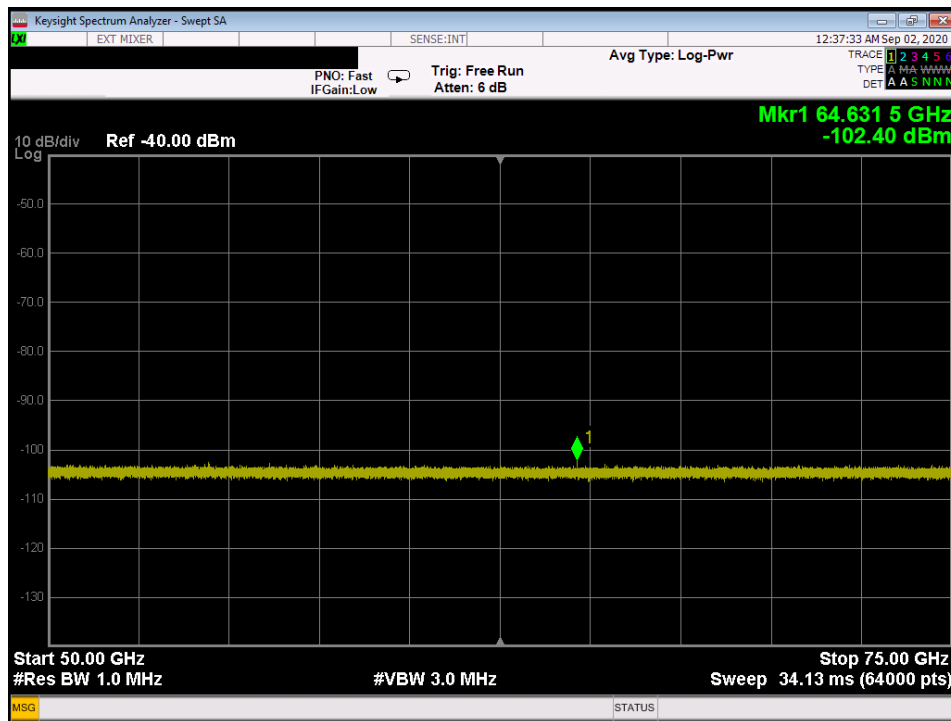 Keysight Spectrum Analyzer - Swept SA
LXI EXT MIXER SENSE:INT 12:37:33 AM Sep 02, 2020
PNO: Fast
IFGain:Low
Trig: Free Run
Atten: 6 dB
Avg Type: Log-Pwr
TRACE 1 2 3 4 5 6
TYPE A MA WWWW
DET A A S N N N
Mkr1 64.631 5 GHz
-102.40 dBm
10 dB/div Ref -40.00 dBm
Log
-50.0
-60.0
-70.0
-80.0
-90.0
1
-100
-110
-120
-130
Start 50.00 GHz Stop 75.00 GHz
#Res BW 1.0 MHz #VBW 3.0 MHz Sweep 34.13 ms (64000 pts)
MSG STATUS